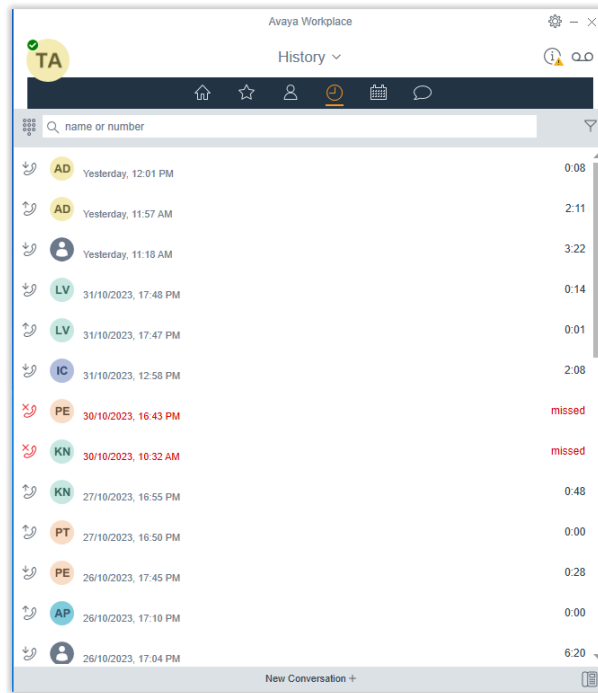 Avaya Workplace
TA
History
name or number
AD Yesterday, 12:01 PM 0:08
AD Yesterday, 11:57 AM 2:11
Yesterday, 11:18 AM 3:22
LV 31/10/2023, 17:48 PM 0:14
LV 31/10/2023, 17:47 PM 0:01
IC 31/10/2023, 12:58 PM 2:08
PE 30/10/2023, 16:43 PM missed
KN 30/10/2023, 10:32 AM missed
KN 27/10/2023, 16:55 PM 0:48
PT 27/10/2023, 16:50 PM 0:00
PE 26/10/2023, 17:45 PM 0:28
AP 26/10/2023, 17:10 PM 0:00
26/10/2023, 17:04 PM 6:20
New Conversation +